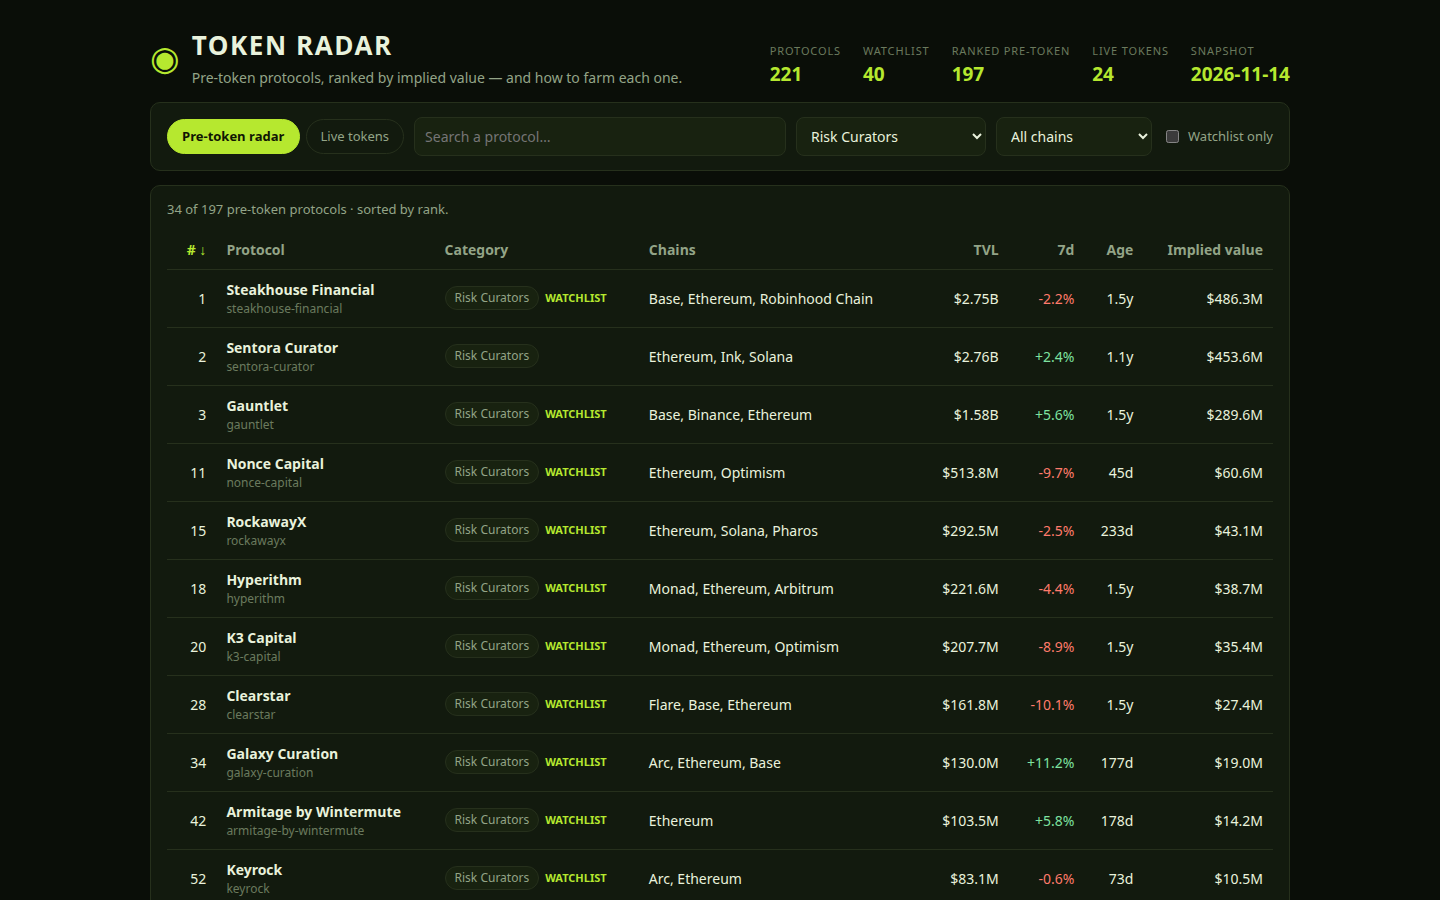 TOKEN RADAR
Pre-token protocols, ranked by implied value — and how to farm each one.
PROTOCOLS WATCHLIST RANKED PRE-TOKEN LIVE TOKENS SNAPSHOT
221 40 197 24 2026-11-14
Pre-token radar Live tokens Search a protocol... Risk Curators All chains Watchlist only
34 of 197 pre-token protocols · sorted by rank.
# ↓ Protocol Category Chains TVL 7d Age Implied value
1 Steakhouse Financial Risk Curators WATCHLIST Base, Ethereum, Robinhood Chain $2.75B -2.2% 1.5y $486.3M
steakhouse-financial
2 Sentora Curator Risk Curators Ethereum, Ink, Solana $2.76B +2.4% 1.1y $453.6M
sentora-curator
3 Gauntlet Risk Curators WATCHLIST Base, Binance, Ethereum $1.58B +5.6% 1.5y $289.6M
gauntlet
11 Nonce Capital Risk Curators WATCHLIST Ethereum, Optimism $513.8M -9.7% 45d $60.6M
nonce-capital
15 RockawayX Risk Curators WATCHLIST Ethereum, Solana, Pharos $292.5M -2.5% 233d $43.1M
rockawayx
18 Hyperithm Risk Curators WATCHLIST Monad, Ethereum, Arbitrum $221.6M -4.4% 1.5y $38.7M
hyperithm
20 K3 Capital Risk Curators WATCHLIST Monad, Ethereum, Optimism $207.7M -8.9% 1.5y $35.4M
k3-capital
28 Clearstar Risk Curators WATCHLIST Flare, Base, Ethereum $161.8M -10.1% 1.5y $27.4M
clearstar
34 Galaxy Curation Risk Curators WATCHLIST Arc, Ethereum, Base $130.0M +11.2% 177d $19.0M
galaxy-curation
42 Armitage by Wintermute Risk Curators WATCHLIST Ethereum $103.5M +5.8% 178d $14.2M
armitage-by-wintermute
52 Keyrock Risk Curators WATCHLIST Arc, Ethereum $83.1M -0.6% 73d $10.5M
keyrock